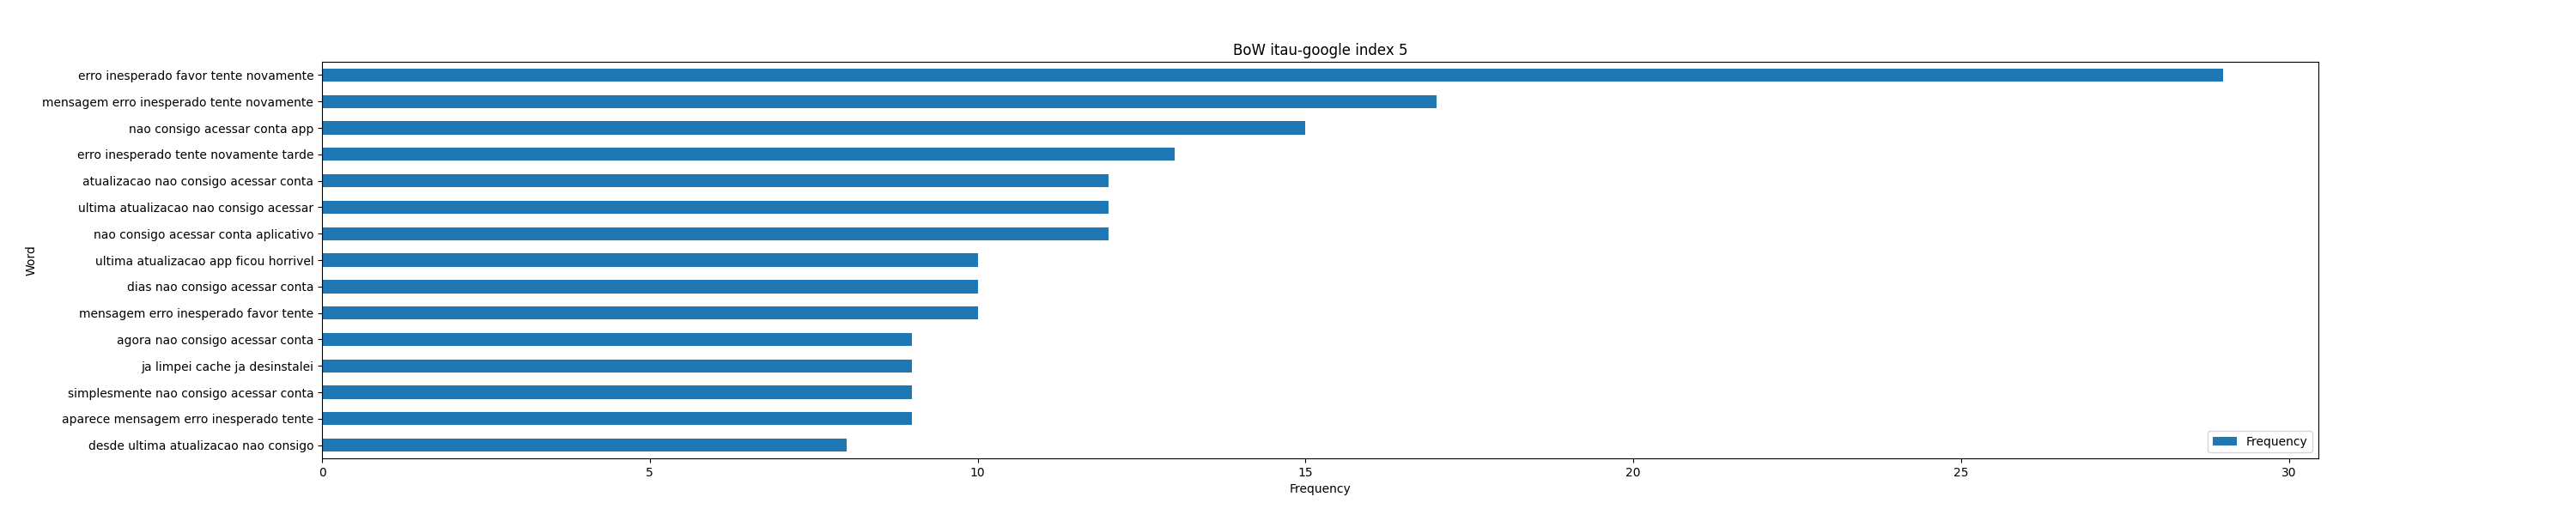 BoW itau-google index 5
erro inesperado favor tente novamente
mensagem erro inesperado tente novamente
nao consigo acessar conta app
erro inesperado tente novamente tarde
atualizacao nao consigo acessar conta
ultima atualizacao nao consigo acessar
nao consigo acessar conta aplicativo
ultima atualizacao app ficou horrivel
dias nao consigo acessar conta
mensagem erro inesperado favor tente
agora nao consigo acessar conta
ja limpei cache ja desinstalei
simplesmente nao consigo acessar conta
aparece mensagem erro inesperado tente
desde ultima atualizacao nao consigo
Word
Frequency
0 5 10 15 20 25 30
Frequency